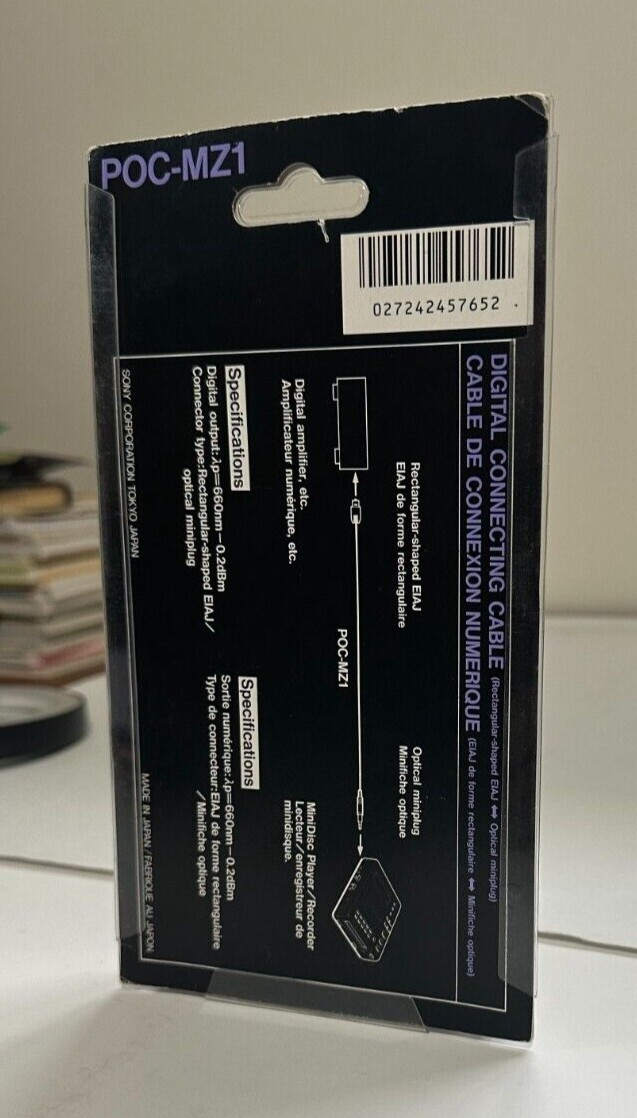 POC-MZ1
027242457652
DIGITAL CONNECTING CABLE (Rectangular-shaped EIAJ ⇔ Optical miniplug)
CABLE DE CONNEXION NUMERIQUE (EIAJ de forme rectangulaire ⇔ Minifiche optique)
Rectangular-shaped EIAJ
EIAJ de forme rectangulaire
Optical miniplug
Minifiche optique
POC-MZ1
Digital amplifier, etc.
Amplificateur numérique, etc.
MiniDisc Player/Recorder
Lecteur/enregistreur de
minidisque.
Specifications
Digital output:λp=660nm−0.2dBm
Connector type:Rectangular-shaped EIAJ/
optical miniplug
Specifications
Sortie numérique:λp=660nm−0.2dBm
Type de connecteur:EIAJ de forme rectangulaire
/Minifiche optique
SONY CORPORATION TOKYO JAPAN
MADE IN JAPAN/FABRIQUE AU JAPON